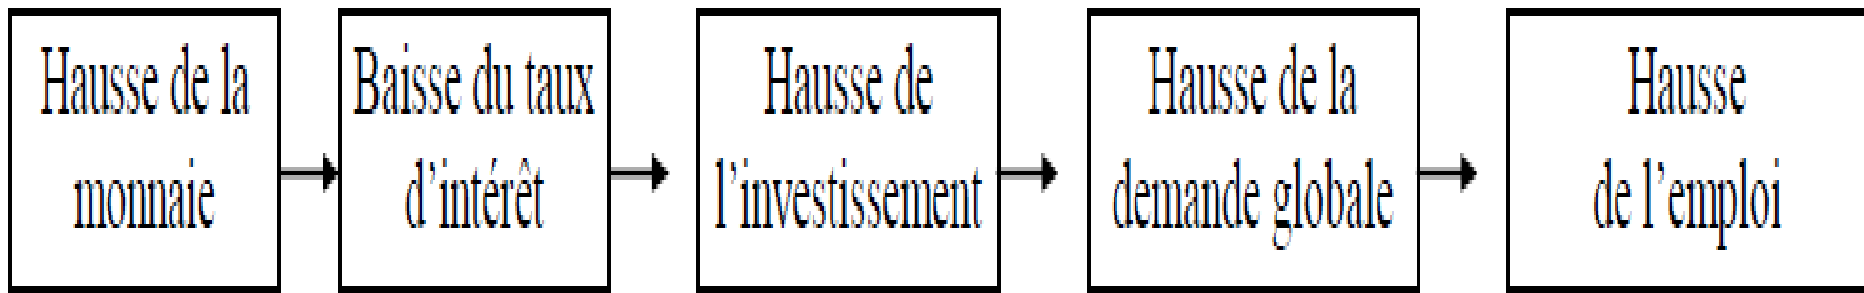 Hausse de la
monnaie
Baisse du taux
d’intérêt
Hausse de
l’investissement
Hausse de la
demande globale
Hausse
de l’emploi